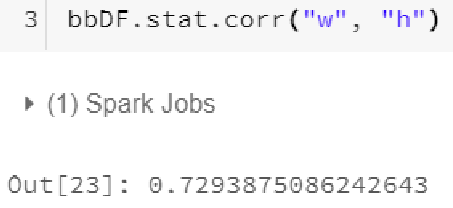 3 bbDF.stat.corr("w", "h")
(1) Spark Jobs
Out[23]: 0.7293875086242643